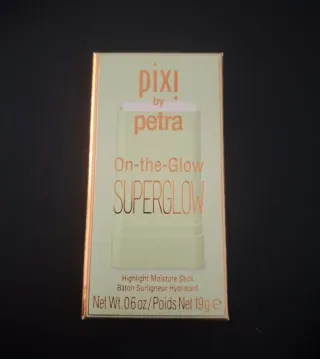 pixi
by
petra
On-the-Glow
SUPERGLOW
Highlight Moisture Stick
Bâton Surligneur Hydratant
Net Wt. 0.6 oz / Poids Net 19g e